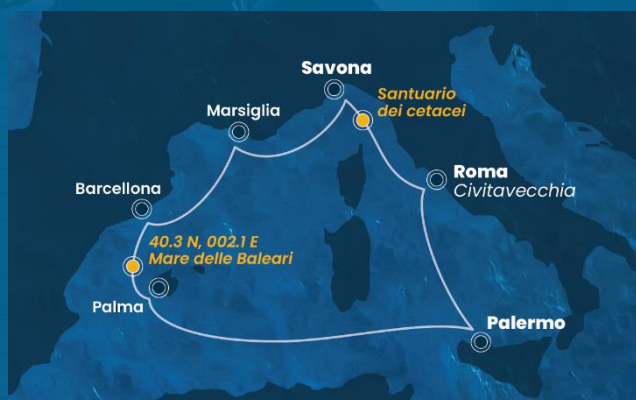 Savona
Santuario
dei cetacei
Marsiglia
Roma
Civitavecchia
Barcellona
40.3 N, 002.1 E
Mare delle Baleari
Palma
Palermo